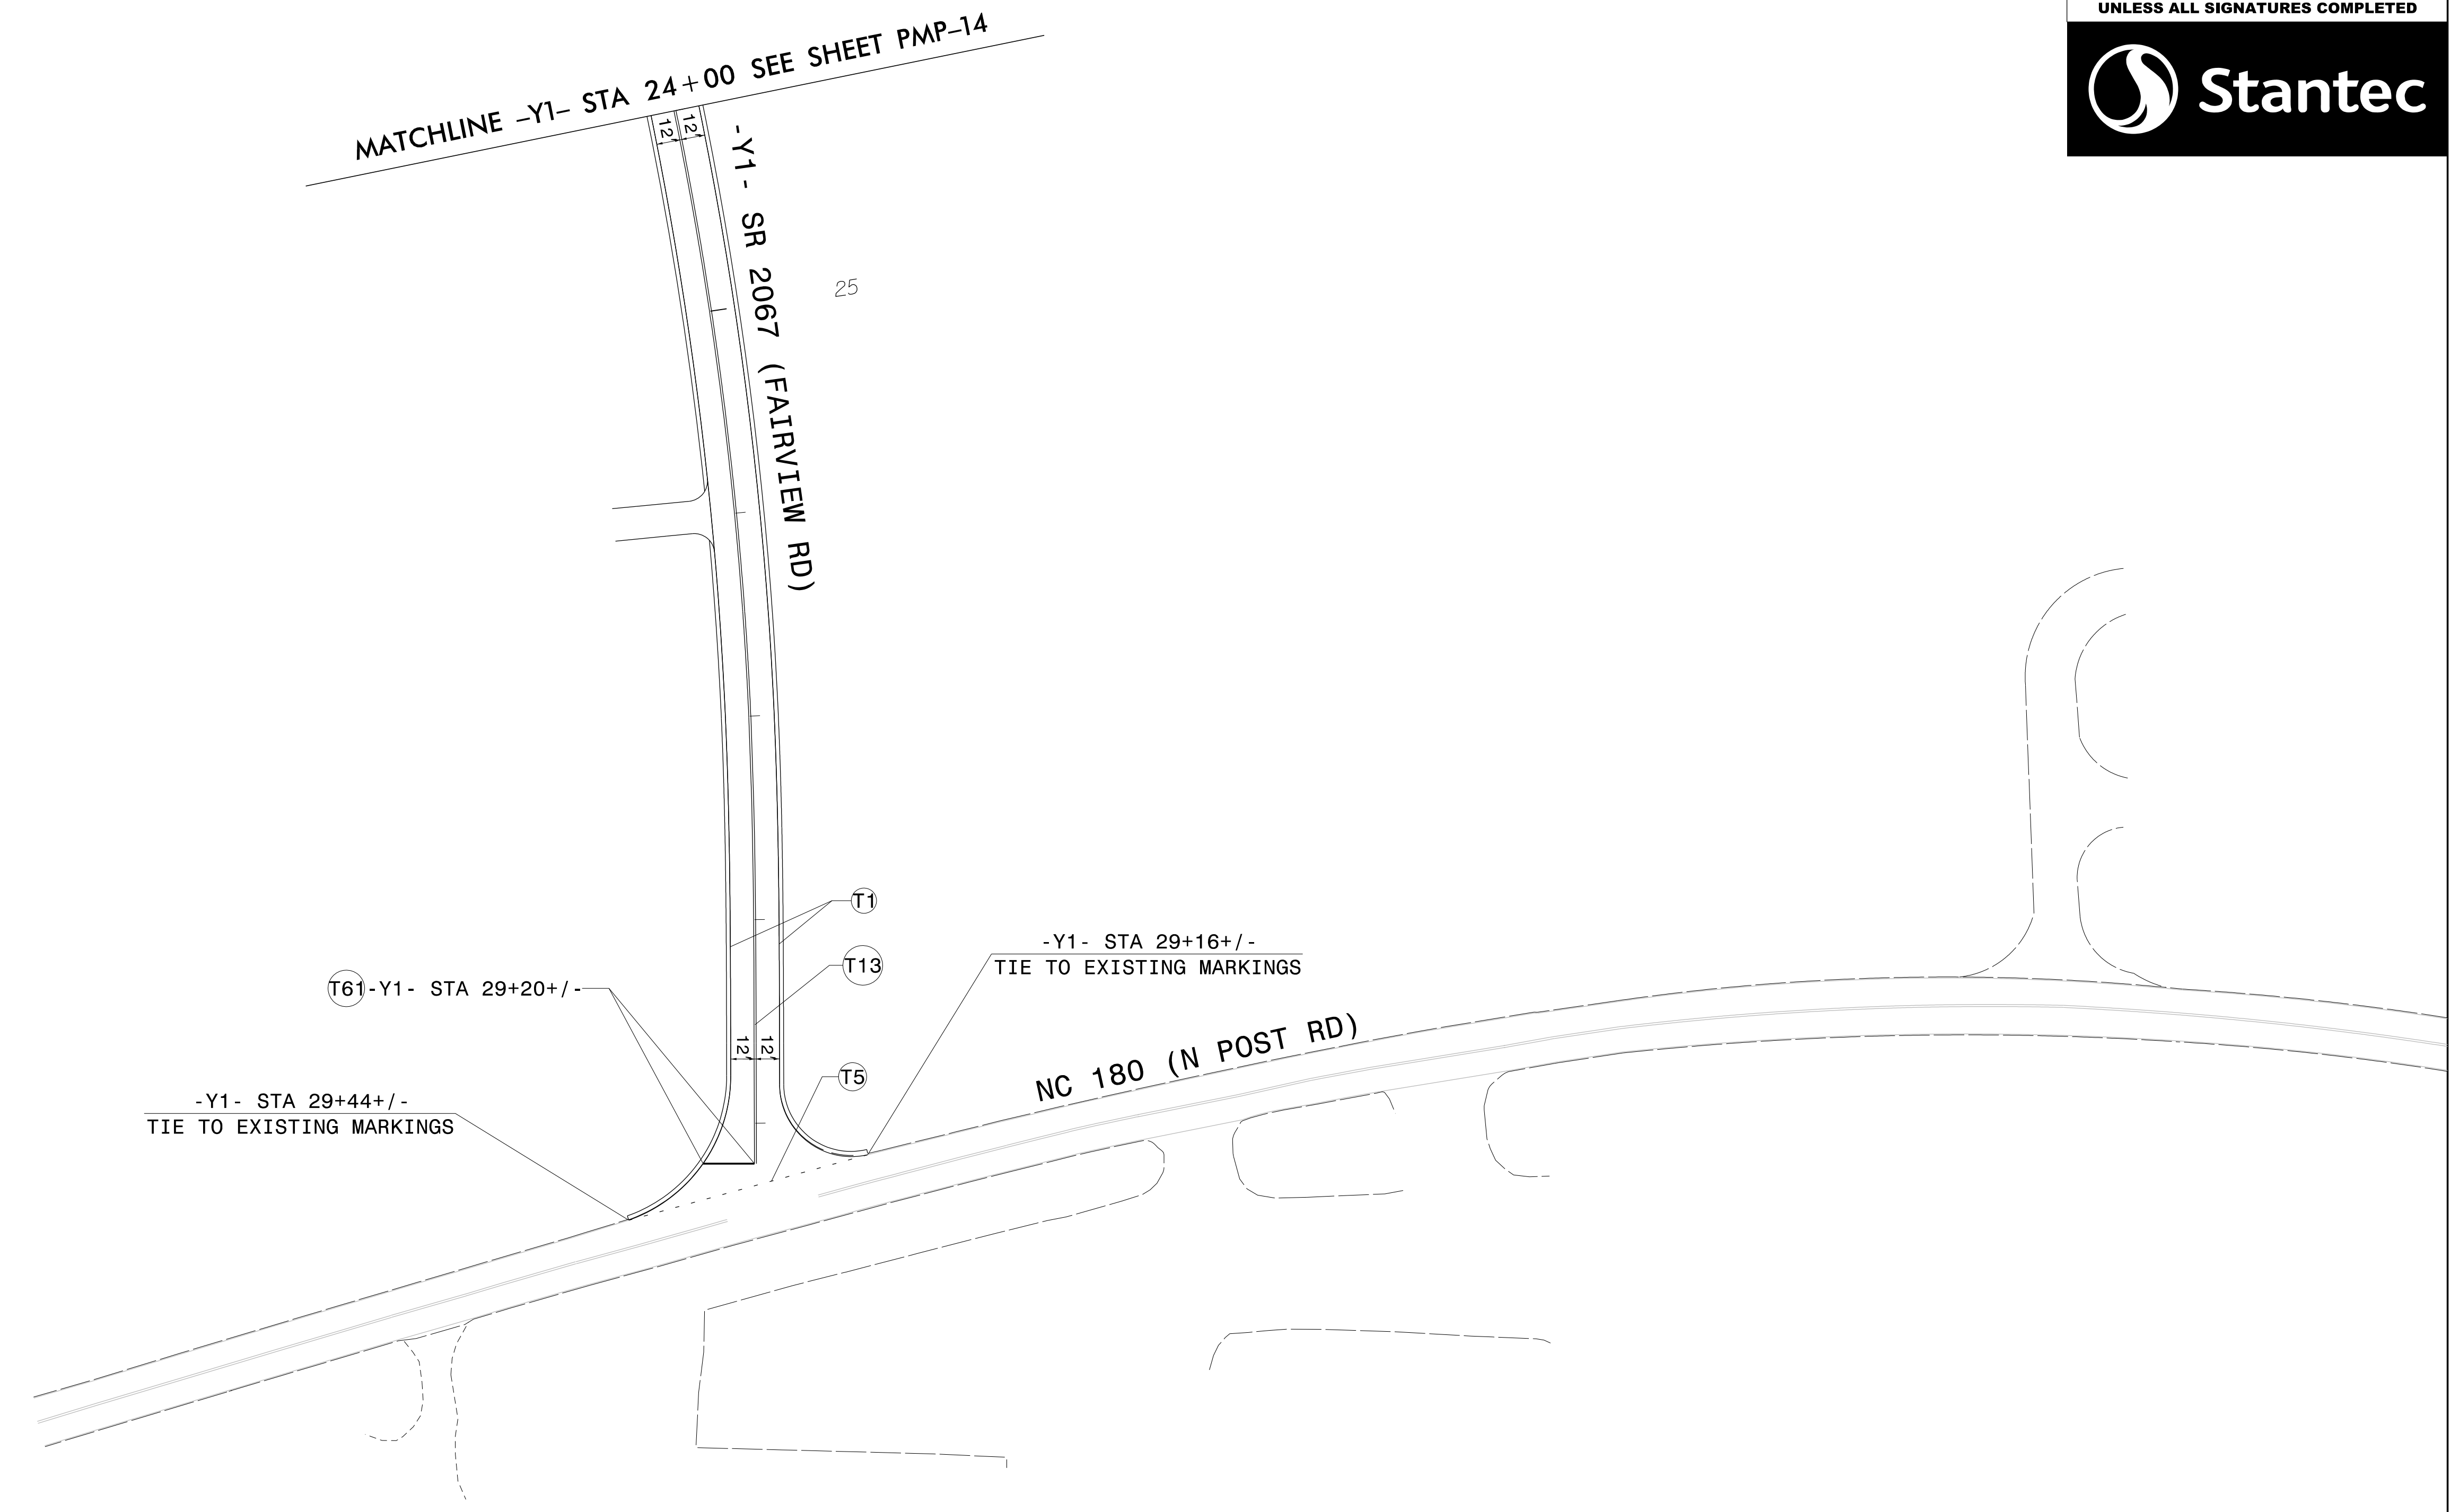 UNLESS ALL SIGNATURES COMPLETED
Stantec
MATCHLINE -Y1- STA 24+00 SEE SHEET PMP-14
12'
12'
-Y1- SR 2067 (FAIRVIEW RD)
25
T1
T13
-Y1- STA 29+16+/-
TIE TO EXISTING MARKINGS
T61 -Y1- STA 29+20+/-
12'
12'
NC 180 (N POST RD)
T5
-Y1- STA 29+44+/-
TIE TO EXISTING MARKINGS